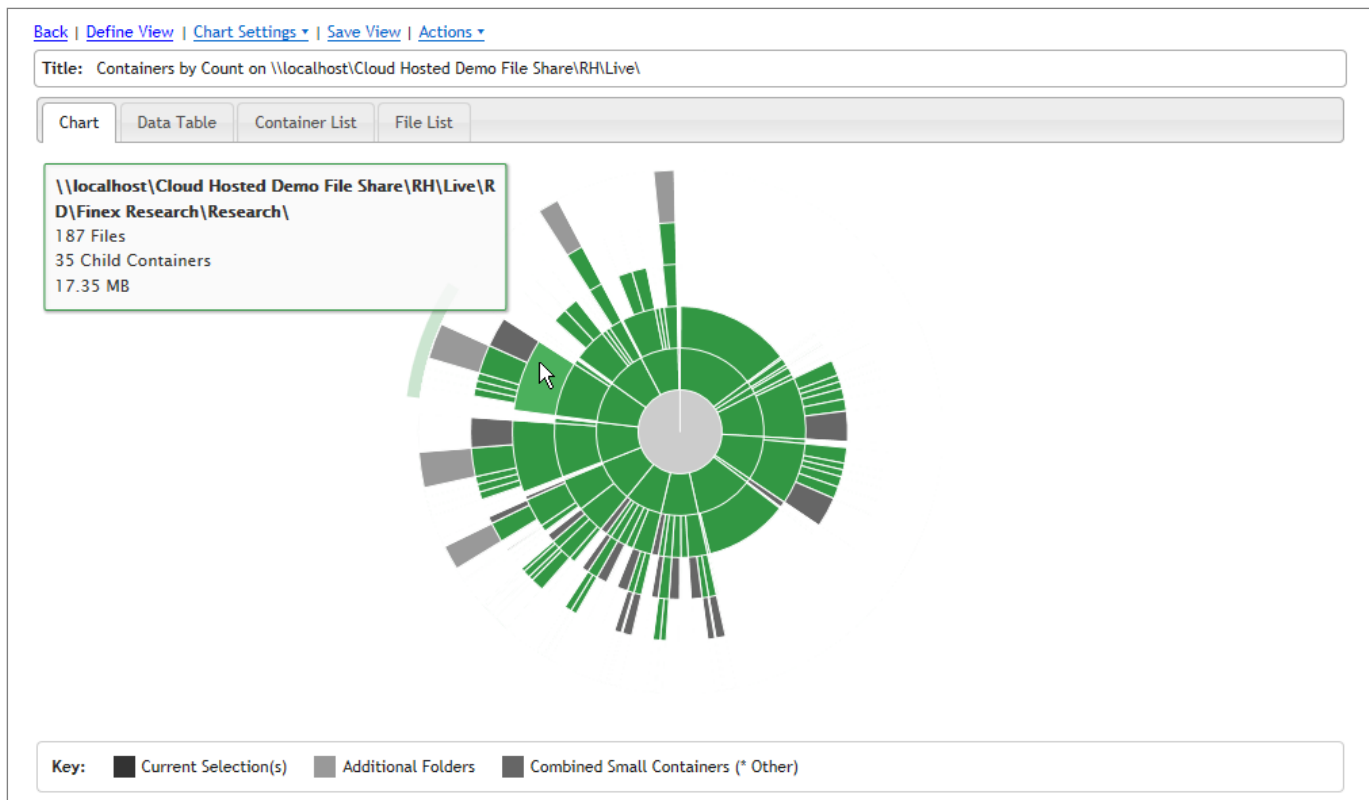 Back | Define View | Chart Settings ▾ | Save View | Actions ▾
Title: Containers by Count on \\localhost\Cloud Hosted Demo File Share\RH\Live\
Chart Data Table Container List File List
\\localhost\Cloud Hosted Demo File Share\RH\Live\R
D\Finex Research\Research\
187 Files
35 Child Containers
17.35 MB
Key: Current Selection(s) Additional Folders Combined Small Containers (* Other)